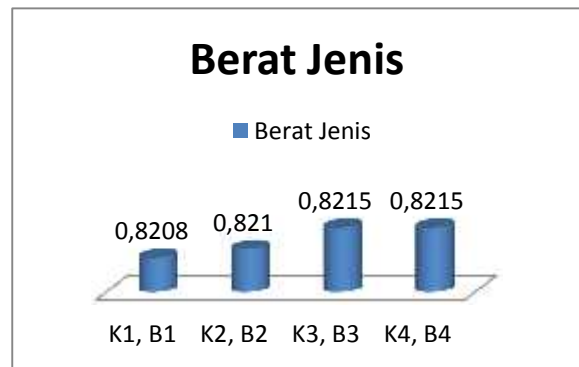 Berat Jenis
Berat Jenis
0,8208 0,821 0,8215 0,8215
K1, B1 K2, B2 K3, B3 K4, B4